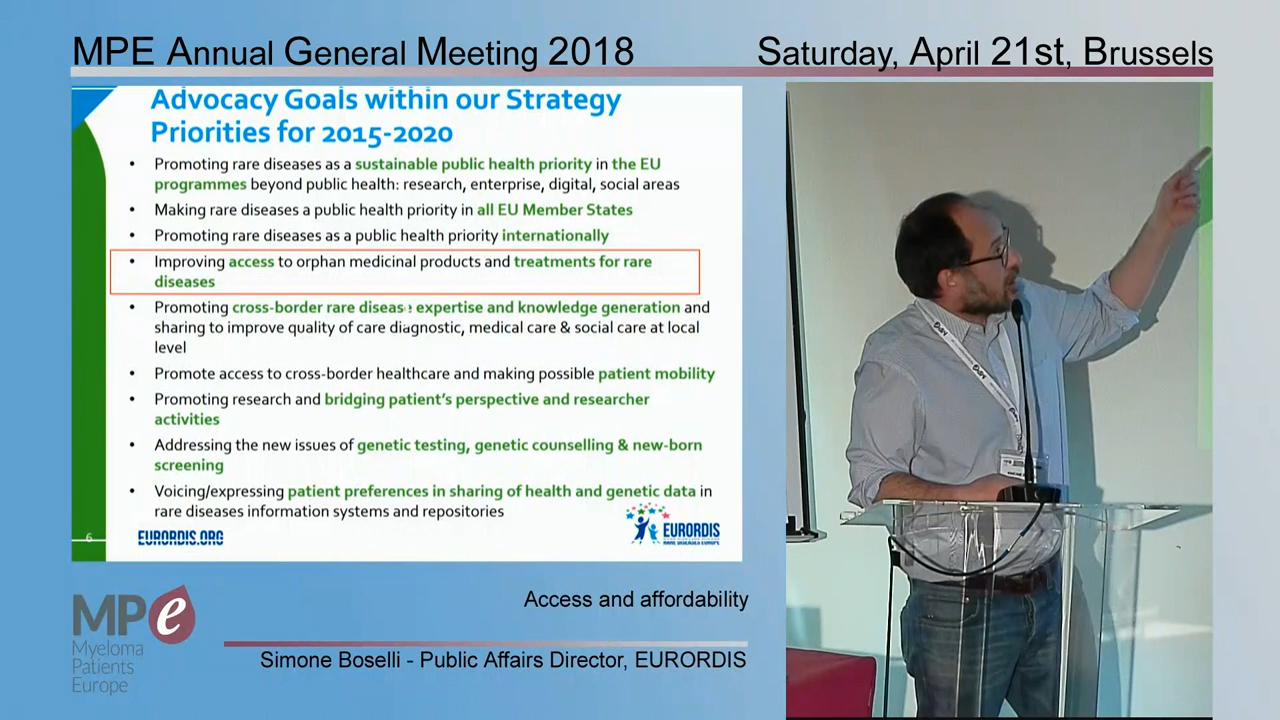 MPE Annual General Meeting 2018
Saturday, April 21st, Brussels
Advocacy Goals within our Strategy
Priorities for 2015-2020
• Promoting rare diseases as a sustainable public health priority in the EU
programmes beyond public health: research, enterprise, digital, social areas
• Making rare diseases a public health priority in all EU Member States
• Promoting rare diseases as a public health priority internationally
• Improving access to orphan medicinal products and treatments for rare
diseases
• Promoting cross-border rare disease expertise and knowledge generation and
sharing to improve quality of care diagnostic, medical care & social care at local
level
• Promote access to cross-border healthcare and making possible patient mobility
• Promoting research and bridging patient's perspective and researcher
activities
• Addressing the new issues of genetic testing, genetic counselling & new-born
screening
• Voicing/expressing patient preferences in sharing of health and genetic data in
rare diseases information systems and repositories
6
EURORDIS.ORG
EURORDIS
RARE DISEASES EUROPE
MPe
Myeloma
Patients
Europe
Access and affordability
Simone Boselli - Public Affairs Director, EURORDIS